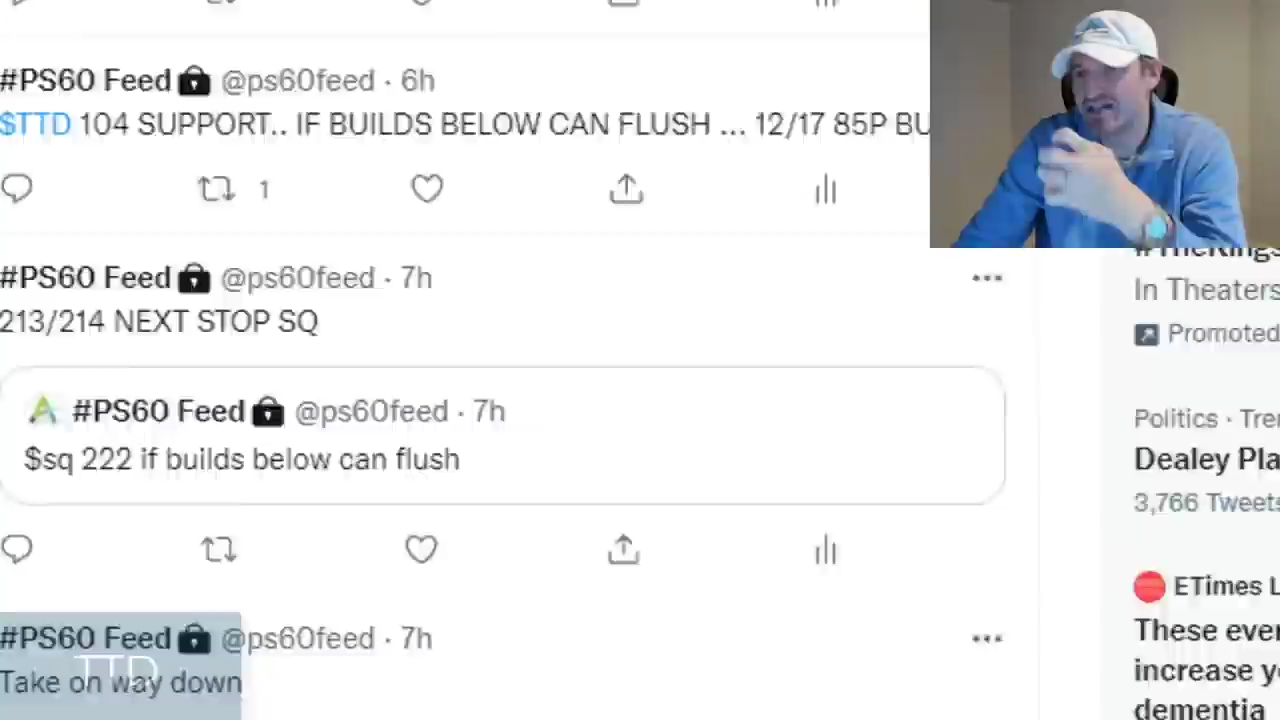 #PS60 Feed @ps60feed · 6h
$TTD 104 SUPPORT.. IF BUILDS BELOW CAN FLUSH ... 12/17 85P BU
1
#PS60 Feed @ps60feed · 7h
213/214 NEXT STOP SQ
#PS60 Feed @ps60feed · 7h
$sq 222 if builds below can flush
#PS60 Feed @ps60feed · 7h
Take on way down
TTD
In Theaters
Promoted
Politics · Tre
Dealey Pla
3,766 Tweets
ETimes L
These ever
increase y
dementia